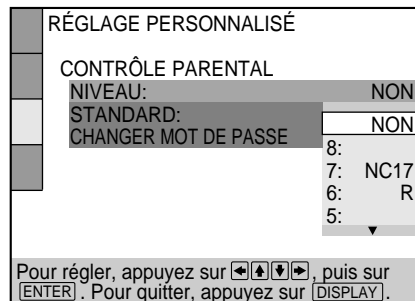 RÉGLAGE PERSONNALISÉ
CONTRÔLE PARENTAL
NIVEAU: NON
STANDARD: NON
CHANGER MOT DE PASSE
8:
7: NC17
6: R
5:
Pour régler, appuyez sur ←↑↓→, puis sur
ENTER. Pour quitter, appuyez sur DISPLAY.